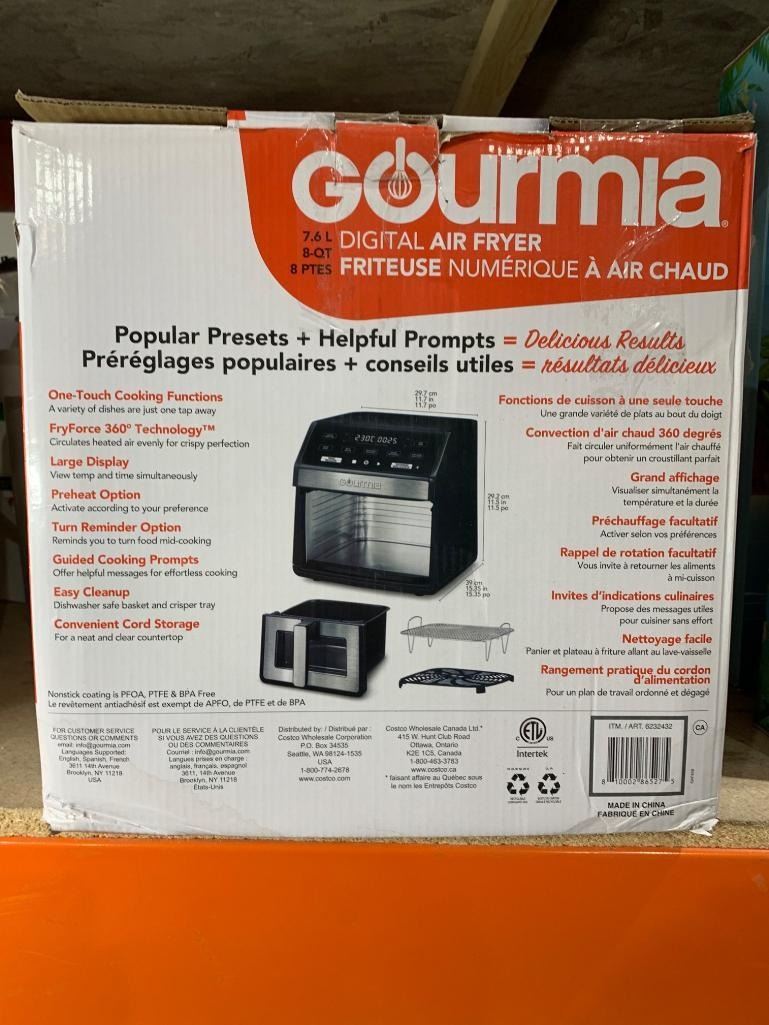 GOURMIA®
7.6 L
8-QT
8 PTES
DIGITAL AIR FRYER
FRITEUSE NUMÉRIQUE À AIR CHAUD
Popular Presets + Helpful Prompts = Delicious Results
Préréglages populaires + conseils utiles = résultats délicieux
One-Touch Cooking Functions
A variety of dishes are just one tap away
FryForce 360° Technology™
Circulates heated air evenly for crispy perfection
Large Display
View temp and time simultaneously
Preheat Option
Activate according to your preference
Turn Reminder Option
Reminds you to turn food mid-cooking
Guided Cooking Prompts
Offer helpful messages for effortless cooking
Easy Cleanup
Dishwasher safe basket and crisper tray
Convenient Cord Storage
For a neat and clear countertop
29.7 cm
11.7 in
11.7 po
230C 0025
GOURMIA
29.2 cm
11.5 in
11.5 po
39 cm
15.35 in
15.35 po
Fonctions de cuisson à une seule touche
Une grande variété de plats au bout du doigt
Convection d'air chaud 360 degrés
Fait circuler uniformément l'air chauffé
pour obtenir un croustillant parfait
Grand affichage
Visualiser simultanément la
température et la durée
Préchauffage facultatif
Activer selon vos préférences
Rappel de rotation facultatif
Vous invite à retourner les aliments
à mi-cuisson
Invites d'indications culinaires
Propose des messages utiles
pour cuisiner sans effort
Nettoyage facile
Panier et plateau à friture allant au lave-vaisselle
Rangement pratique du cordon
d'alimentation
Pour un plan de travail ordonné et dégagé
Nonstick coating is PFOA, PTFE & BPA Free
Le revêtement antiadhésif est exempt de APFO, de PTFE et de BPA
FOR CUSTOMER SERVICE
QUESTIONS OR COMMENTS
email: info@gourmia.com
Languages Supported:
English, Spanish, French
3611 14th Avenue
Brooklyn, NY 11218
USA
POUR LE SERVICE À LA CLIENTÈLE
SI VOUS AVEZ DES QUESTIONS
OU DES COMMENTAIRES
Courriel : info@gourmia.com
Langues prises en charge :
anglais, français, espagnol
3611, 14th Avenue
Brooklyn, NY 11218
États-Unis
Distributed by: / Distribué par :
Costco Wholesale Corporation
P.O. Box 34535
Seattle, WA 98124-1535
USA
1-800-774-2678
www.costco.com
Costco Wholesale Canada Ltd.*
415 W. Hunt Club Road
Ottawa, Ontario
K2E 1C5, Canada
1-800-463-3783
www.costco.ca
* faisant affaire au Québec sous
le nom les Entrepôts Costco
ETL
C US
Intertek
ITM. / ART. 6232432
8 10002 86527 5
CA
MADE IN CHINA
FABRIQUÉ EN CHINE